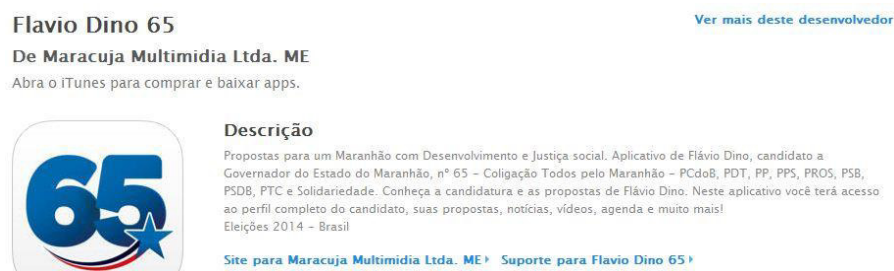 Flavio Dino 65
Ver mais deste desenvolvedor
De Maracuja Multimidia Ltda. ME
Abra o iTunes para comprar e baixar apps.
65
Descrição
Propostas para um Maranhão com Desenvolvimento e Justiça social. Aplicativo de Flávio Dino, candidato a
Governador do Estado do Maranhão, nº 65 – Coligação Todos pelo Maranhão – PCdoB, PDT, PP, PPS, PROS, PSB,
PSDB, PTC e Solidariedade. Conheça a candidatura e as propostas de Flávio Dino. Neste aplicativo você terá acesso
ao perfil completo do candidato, suas propostas, notícias, vídeos, agenda e muito mais!
Eleições 2014 – Brasil
Site para Maracuja Multimidia Ltda. ME Suporte para Flavio Dino 65